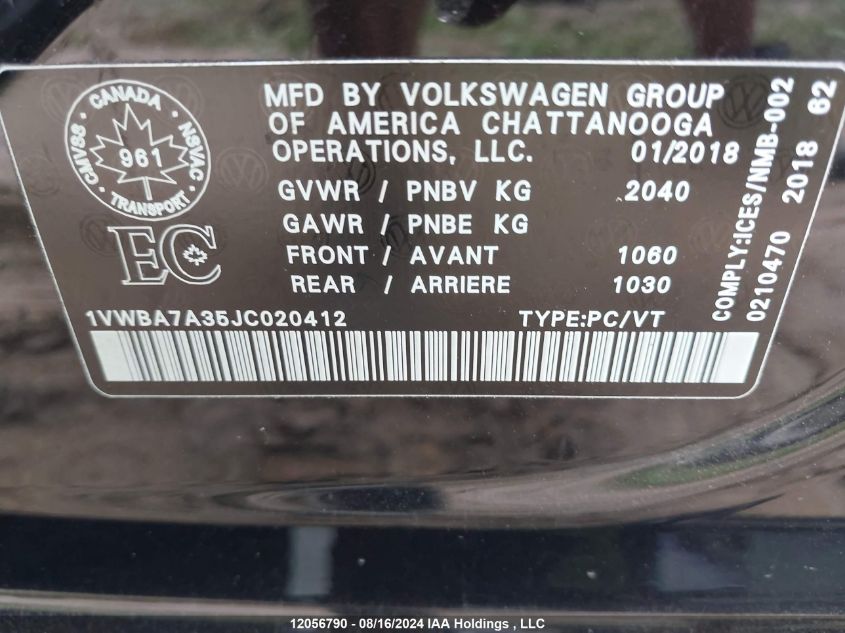 CANADA
CMVSS
NSVAC
961
TRANSPORT
EC
MFD BY VOLKSWAGEN GROUP
OF AMERICA CHATTANOOGA
OPERATIONS, LLC. 01/2018
GVWR / PNBV KG 2040
GAWR / PNBE KG
FRONT / AVANT 1060
REAR / ARRIERE 1030
1VWBA7A35JC020412 TYPE:PC/VT
COMPLY:ICES/NMB-002
0210470 2018 62
12056790 - 08/16/2024 IAA Holdings , LLC